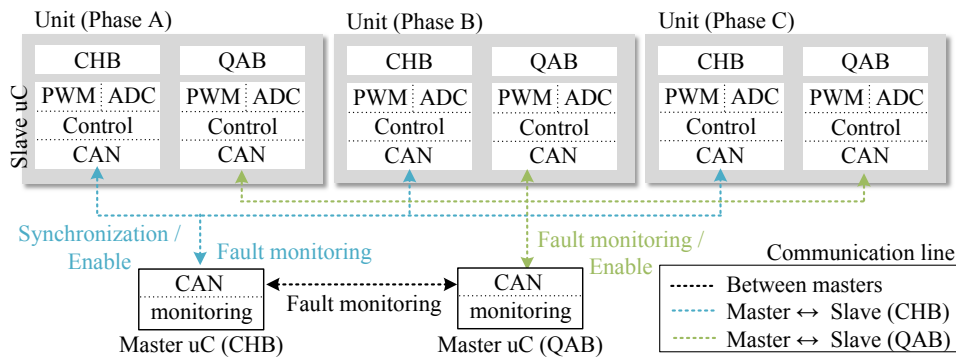 Unit (Phase A)
Unit (Phase B)
Unit (Phase C)
Slave uC
CHB
QAB
CHB
QAB
CHB
QAB
PWM ADC
PWM ADC
PWM ADC
PWM ADC
PWM ADC
PWM ADC
Control
Control
Control
Control
Control
Control
CAN
CAN
CAN
CAN
CAN
CAN
Synchronization /
Enable
Fault monitoring
Fault monitoring /
Enable
CAN
monitoring
Master uC (CHB)
Fault monitoring
CAN
monitoring
Master uC (QAB)
Communication line
Between masters
Master ↔ Slave (CHB)
Master ↔ Slave (QAB)